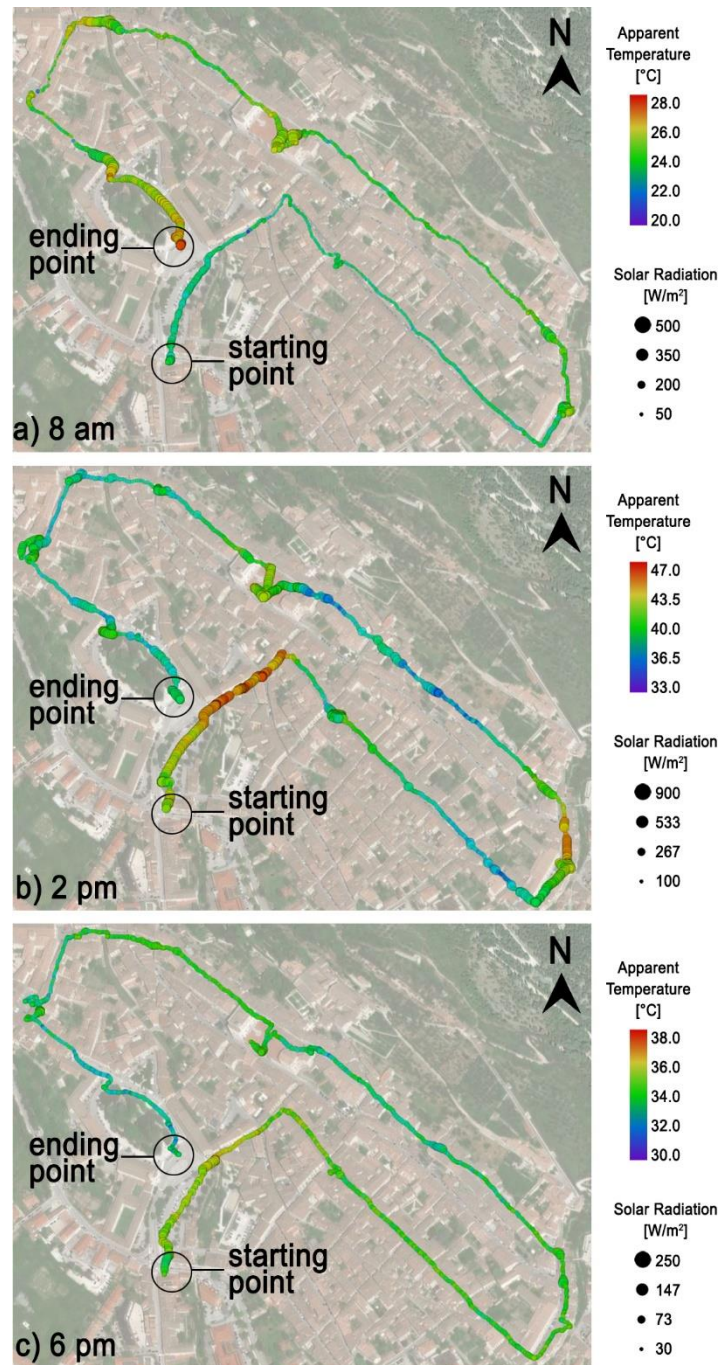 N
ending
point
starting
point
a) 8 am
Apparent
Temperature
[°C]
28.0
26.0
24.0
22.0
20.0
Solar Radiation
[W/m²]
500
350
200
50
N
ending
point
starting
point
b) 2 pm
Apparent
Temperature
[°C]
47.0
43.5
40.0
36.5
33.0
Solar Radiation
[W/m²]
900
533
267
100
N
ending
point
starting
point
c) 6 pm
Apparent
Temperature
[°C]
38.0
36.0
34.0
32.0
30.0
Solar Radiation
[W/m²]
250
147
73
30